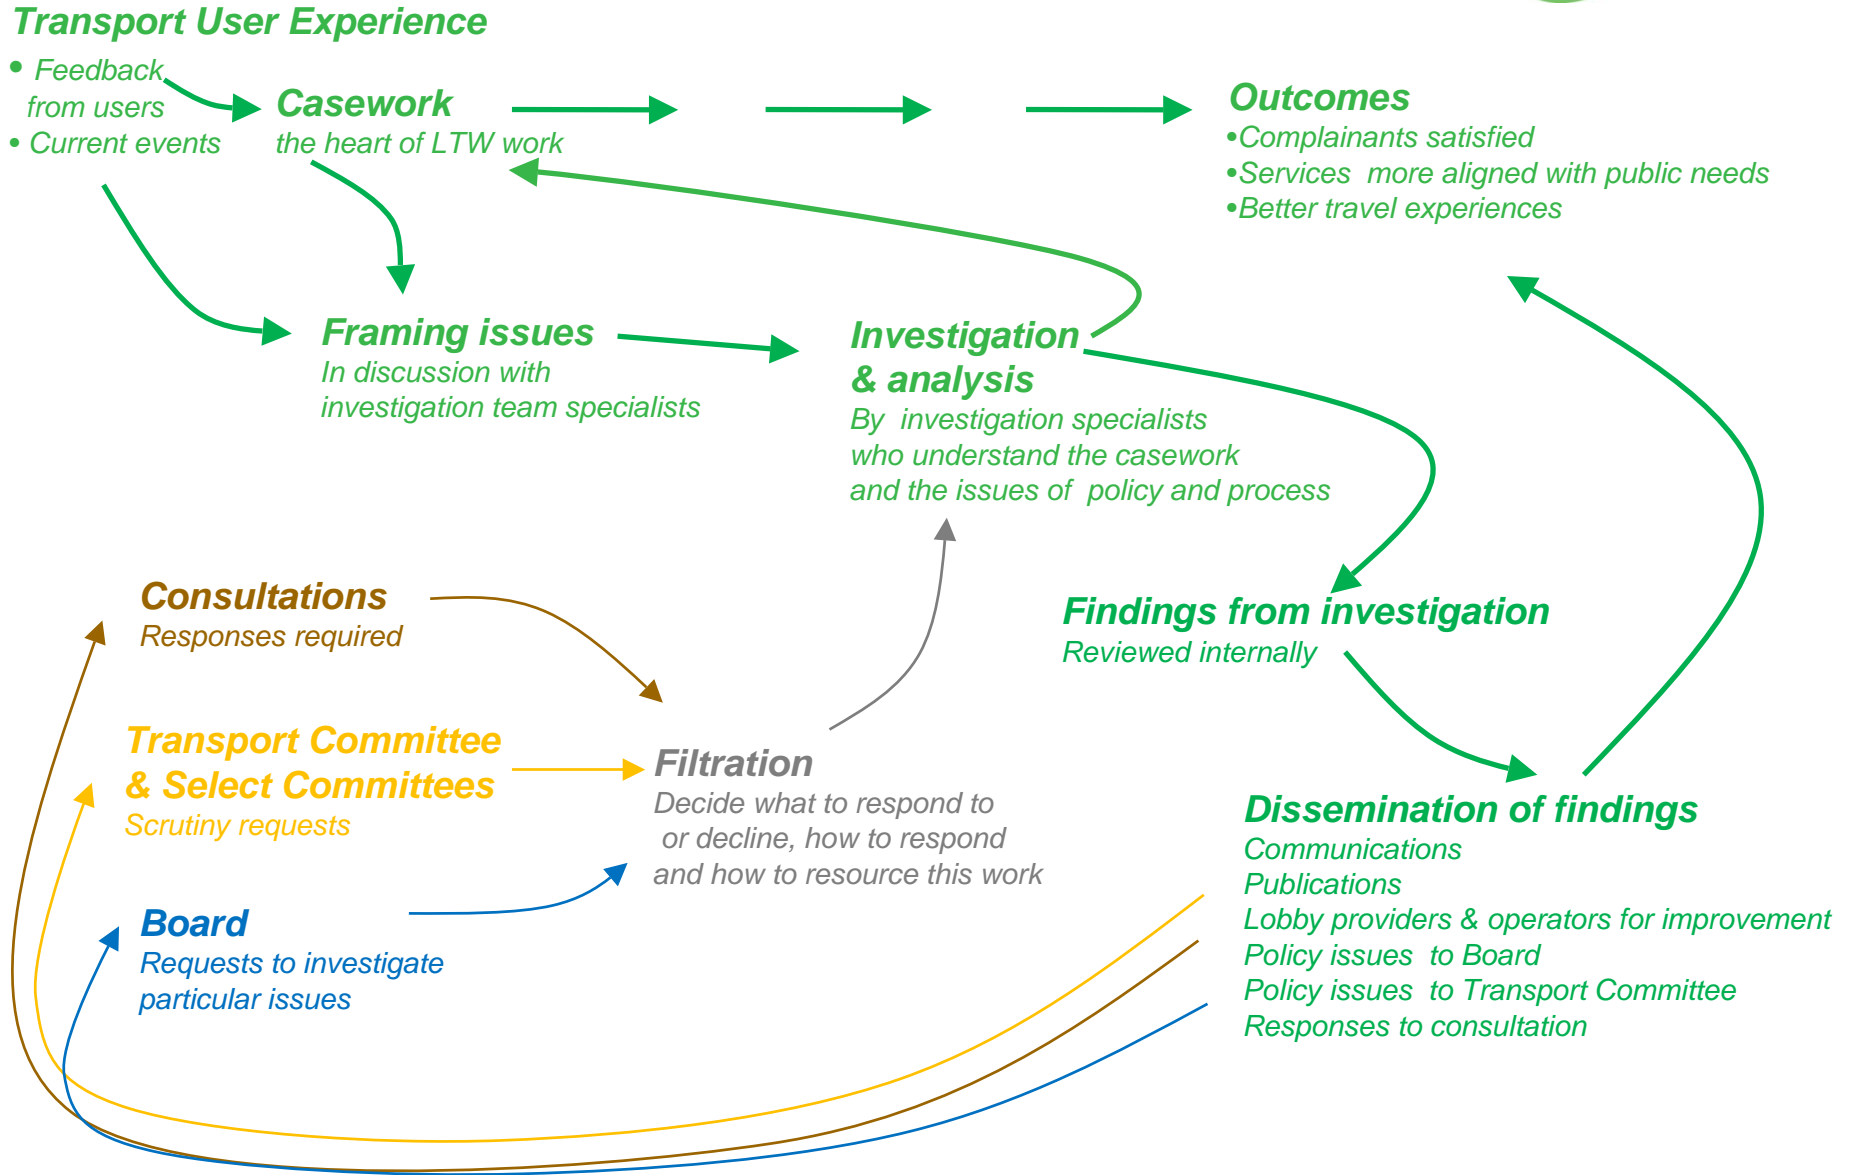 Transport User Experience
• Feedback
from users
• Current events
Casework
the heart of LTW work
Outcomes
•Complainants satisfied
•Services more aligned with public needs
•Better travel experiences
Framing issues
In discussion with
investigation team specialists
Investigation
& analysis
By investigation specialists
who understand the casework
and the issues of policy and process
Consultations
Responses required
Findings from investigation
Reviewed internally
Transport Committee
& Select Committees
Scrutiny requests
Filtration
Decide what to respond to
or decline, how to respond
and how to resource this work
Board
Requests to investigate
particular issues
Dissemination of findings
Communications
Publications
Lobby providers & operators for improvement
Policy issues to Board
Policy issues to Transport Committee
Responses to consultation